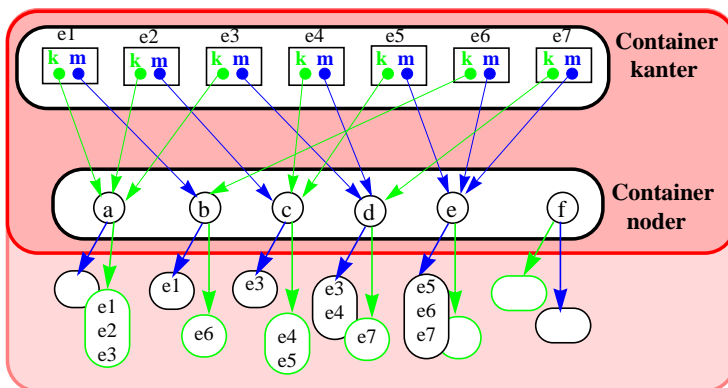 e1 e2 e3 e4 e5 e6 e7
k m k m k m k m k m k m k m
Container
kanter
a b c d e f
Container
noder
e1
e2
e3
e1
e6
e3
e4
e5
e3
e4
e7
e5
e6
e7